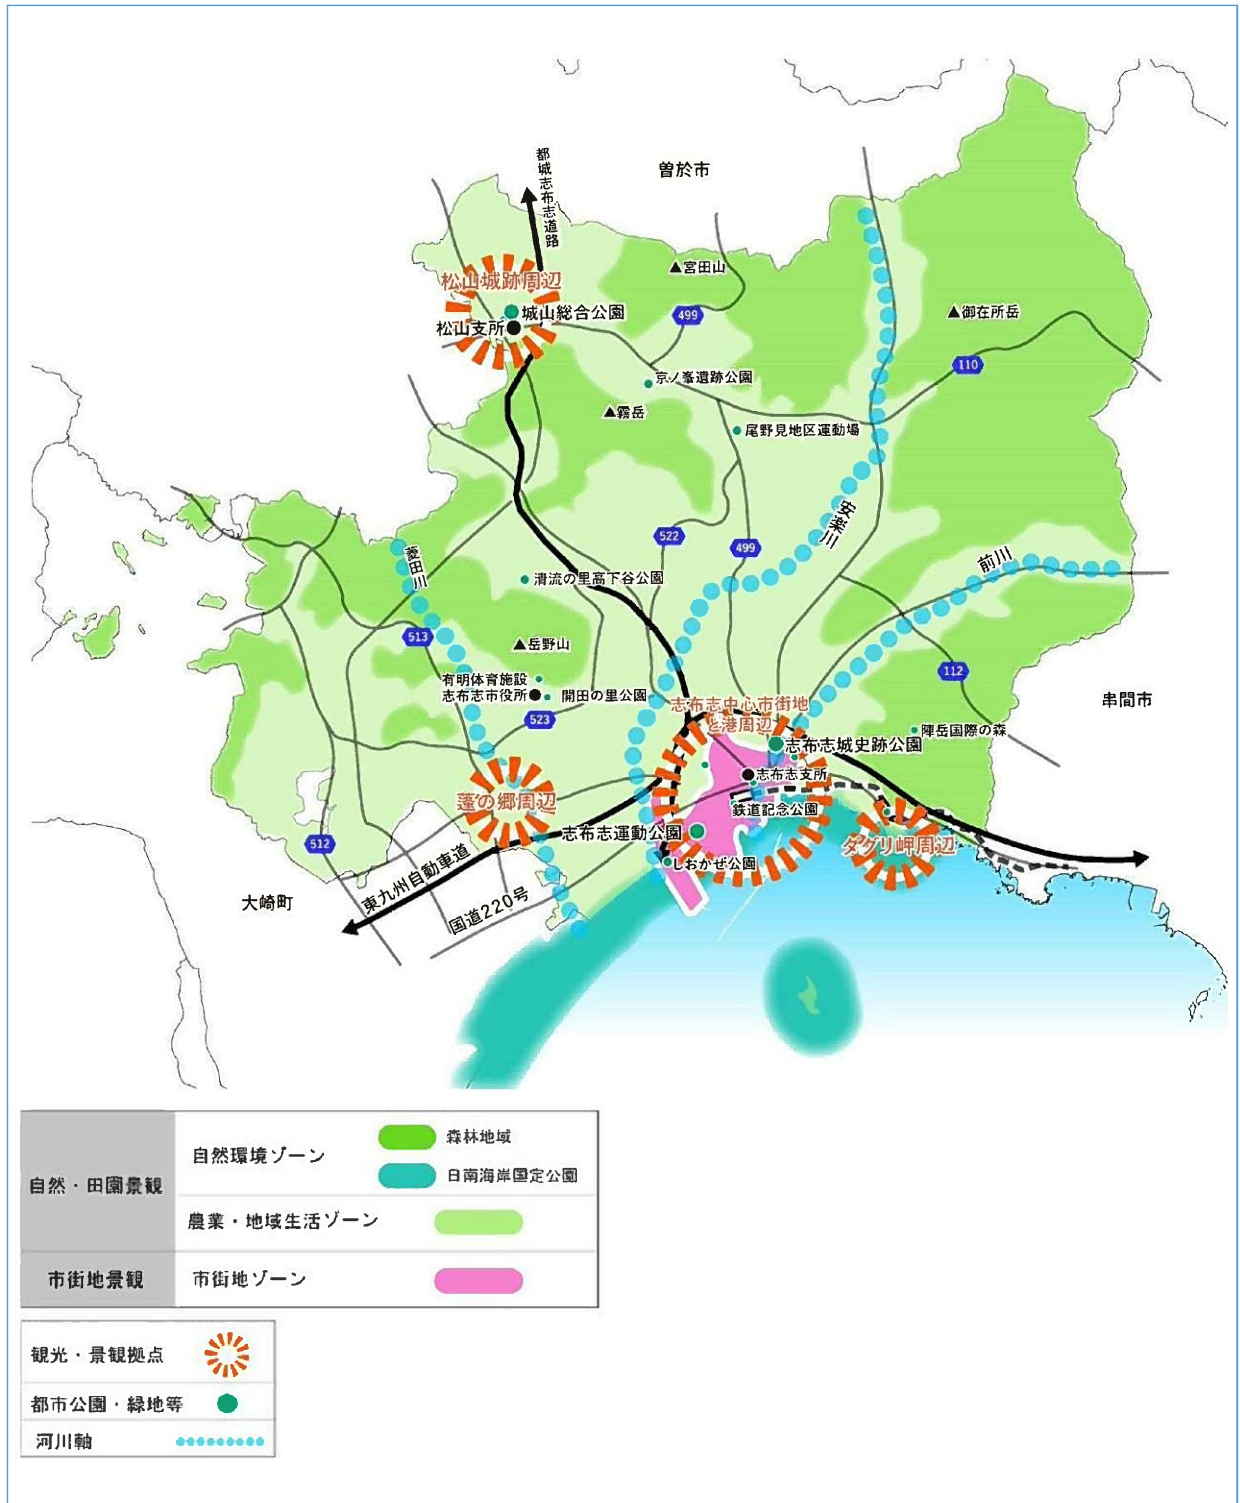 曽於市
都城志布志道路
▲宮田山
松山城跡周辺
城山総合公園
松山支所
499
▲御在所岳
110
京ノ峯遺跡公園
▲霧岳
尾野見地区運動場
安楽川
522
499
菱田川
前川
清流の里高下谷公園
513
▲岳野山
112
有明体育施設
志布志市役所
開田の里公園
串間市
志布志中心市街地
と港周辺
523
陣岳国際の森
志布志城史跡公園
志布志支所
蓬の郷周辺
鉄道記念公園
志布志運動公園
512
ダグリ岬周辺
しおかぜ公園
東九州自動車道
大崎町
国道220号
自然・田園景観
自然環境ゾーン
森林地域
日南海岸国定公園
農業・地域生活ゾーン
市街地景観
市街地ゾーン
観光・景観拠点
都市公園・緑地等
河川軸